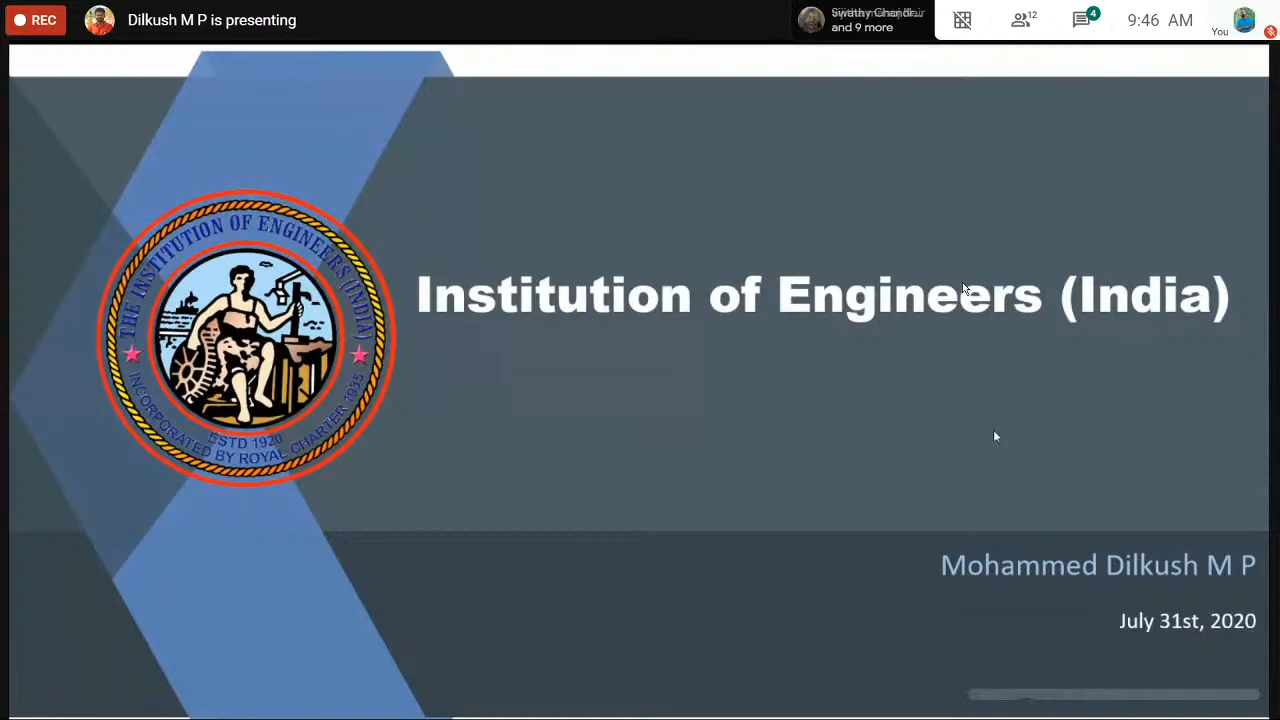 REC
Dilkush M P is presenting
and 9 more
12
4
9:46 AM
You
THE INSTITUTION OF ENGINEERS (INDIA)
ESTD 1920
INCORPORATED BY ROYAL CHARTER 1935
Institution of Engineers (India)
Mohammed Dilkush M P
July 31st, 2020